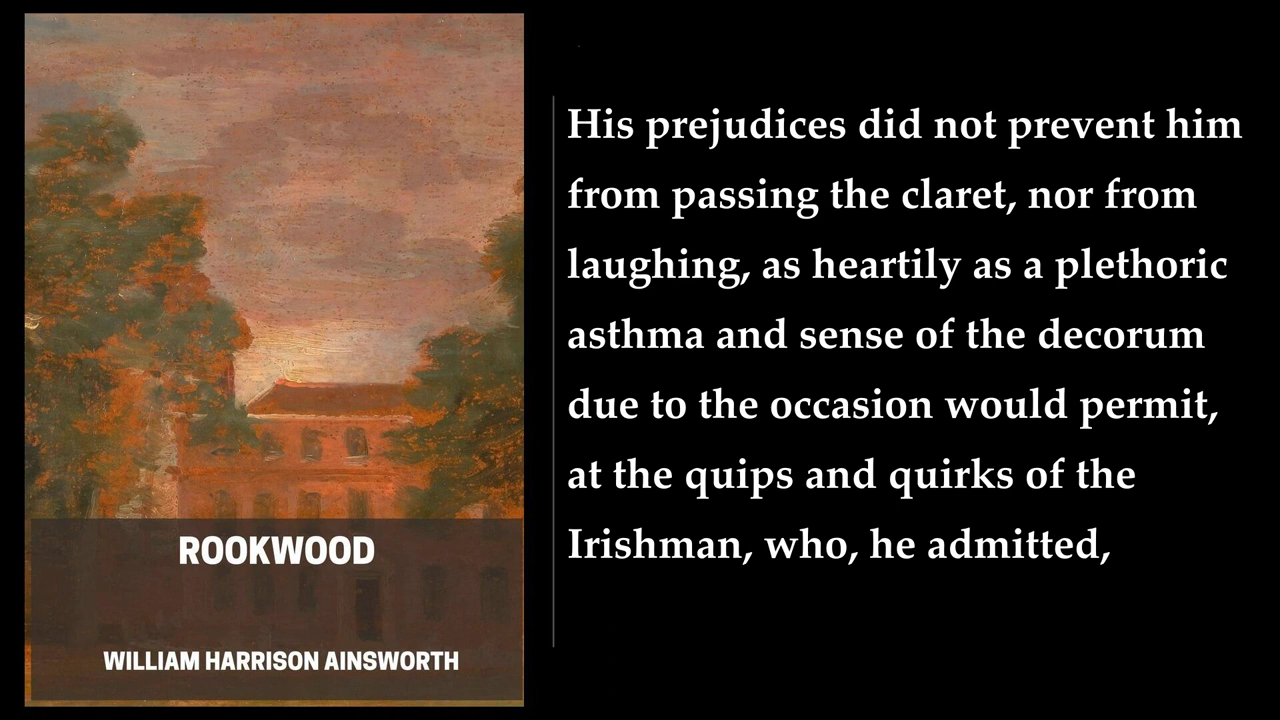 ROOKWOOD
WILLIAM HARRISON AINSWORTH
His prejudices did not prevent him
from passing the claret, nor from
laughing, as heartily as a plethoric
asthma and sense of the decorum
due to the occasion would permit,
at the quips and quirks of the
Irishman, who, he admitted,